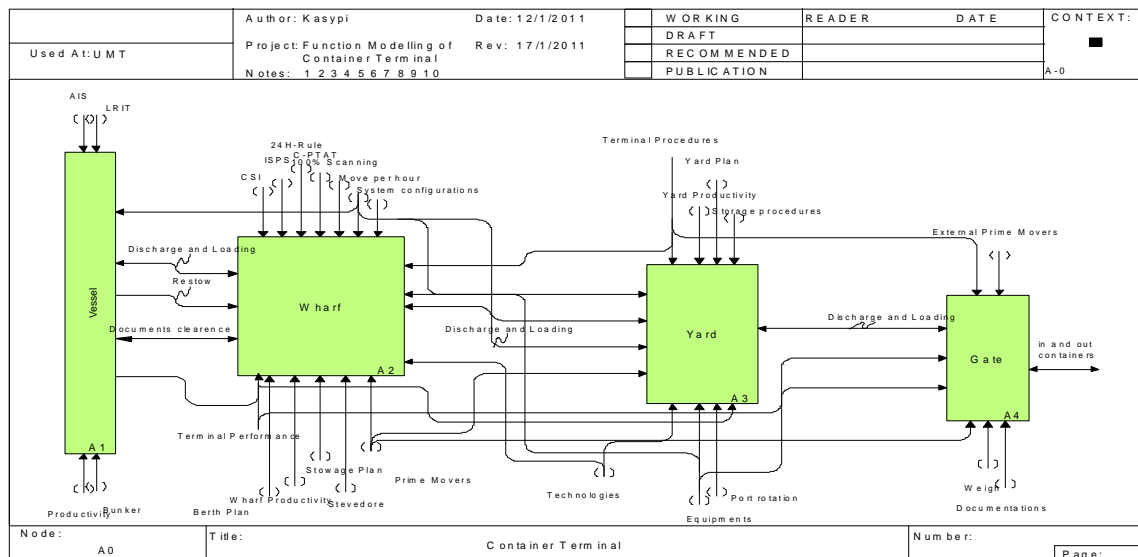 Used At: UMT
Author: Kasypi
Date: 12/1/2011
Project: Function Modelling of
Container Terminal
Rev: 17/1/2011
Notes: 1 2 3 4 5 6 7 8 9 10
WORKING
DRAFT
RECOMMENDED
PUBLICATION
READER
DATE
CONTEXT:
A-0
AIS
LRIT
24H-Rule
C-PTAT
ISPS
100% Scanning
CSI
Move per hour
System configurations
Terminal Procedures
Yard Plan
Yard Productivity
Storage procedures
External Prime Movers
Discharge and Loading
Restow
Documents clearence
Vessel
A1
Wharf
A2
Discharge and Loading
Yard
A3
Discharge and Loading
Gate
A4
in and out
containers
Terminal Performance
Stowage Plan
Prime Movers
Wharf Productivity
Stevedore
Berth Plan
Productivity
Bunker
Technologies
Port rotation
Equipments
Weigh
Documentations
Node:
A0
Title:
Container Terminal
Number:
Page: